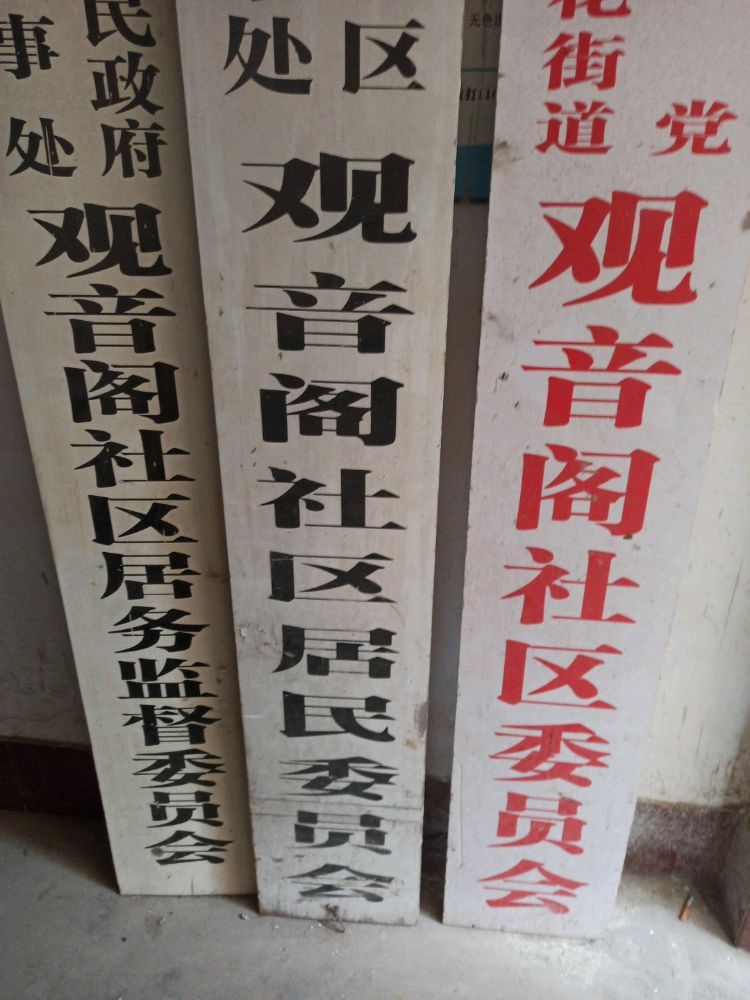 民政府
事处
观音阁社区居务监督委员会
处
区
观音阁社区居民委员会
无色
街道
党
观音阁社区委员会